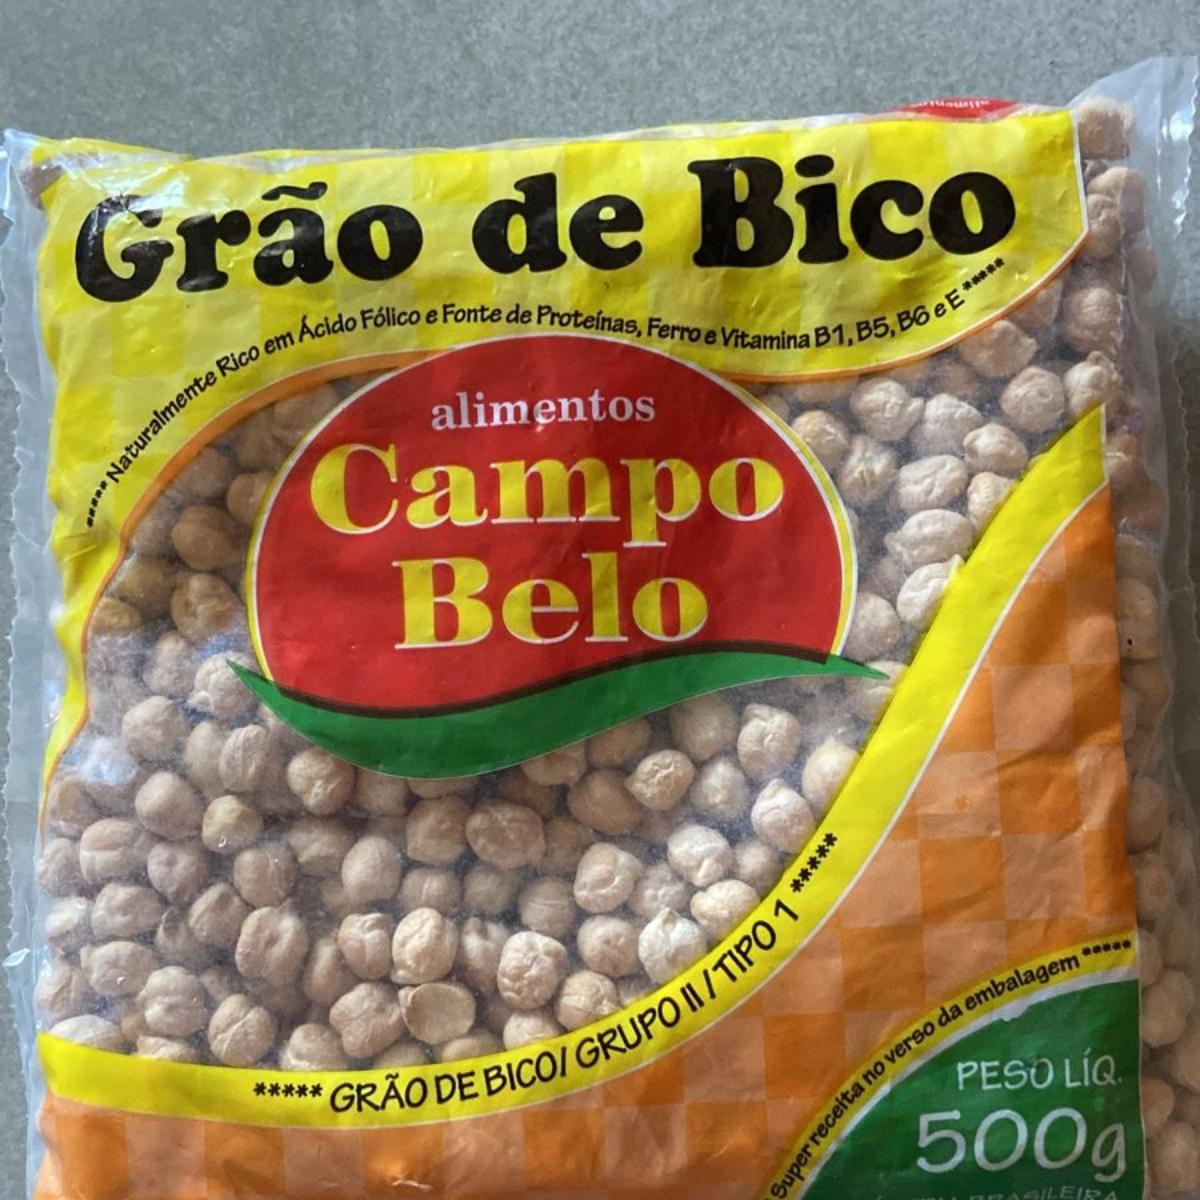 alimentos
Grão de Bico
***** Naturalmente Rico em Ácido Fólico e Fonte de Proteínas, Ferro e Vitamina B1, B5, B6 e E *****
alimentos
Campo
Belo
***** GRÃO DE BICO/ GRUPO II / TIPO 1 *****
Super receita no verso da embalagem *****
PESO LÍQ.
500g